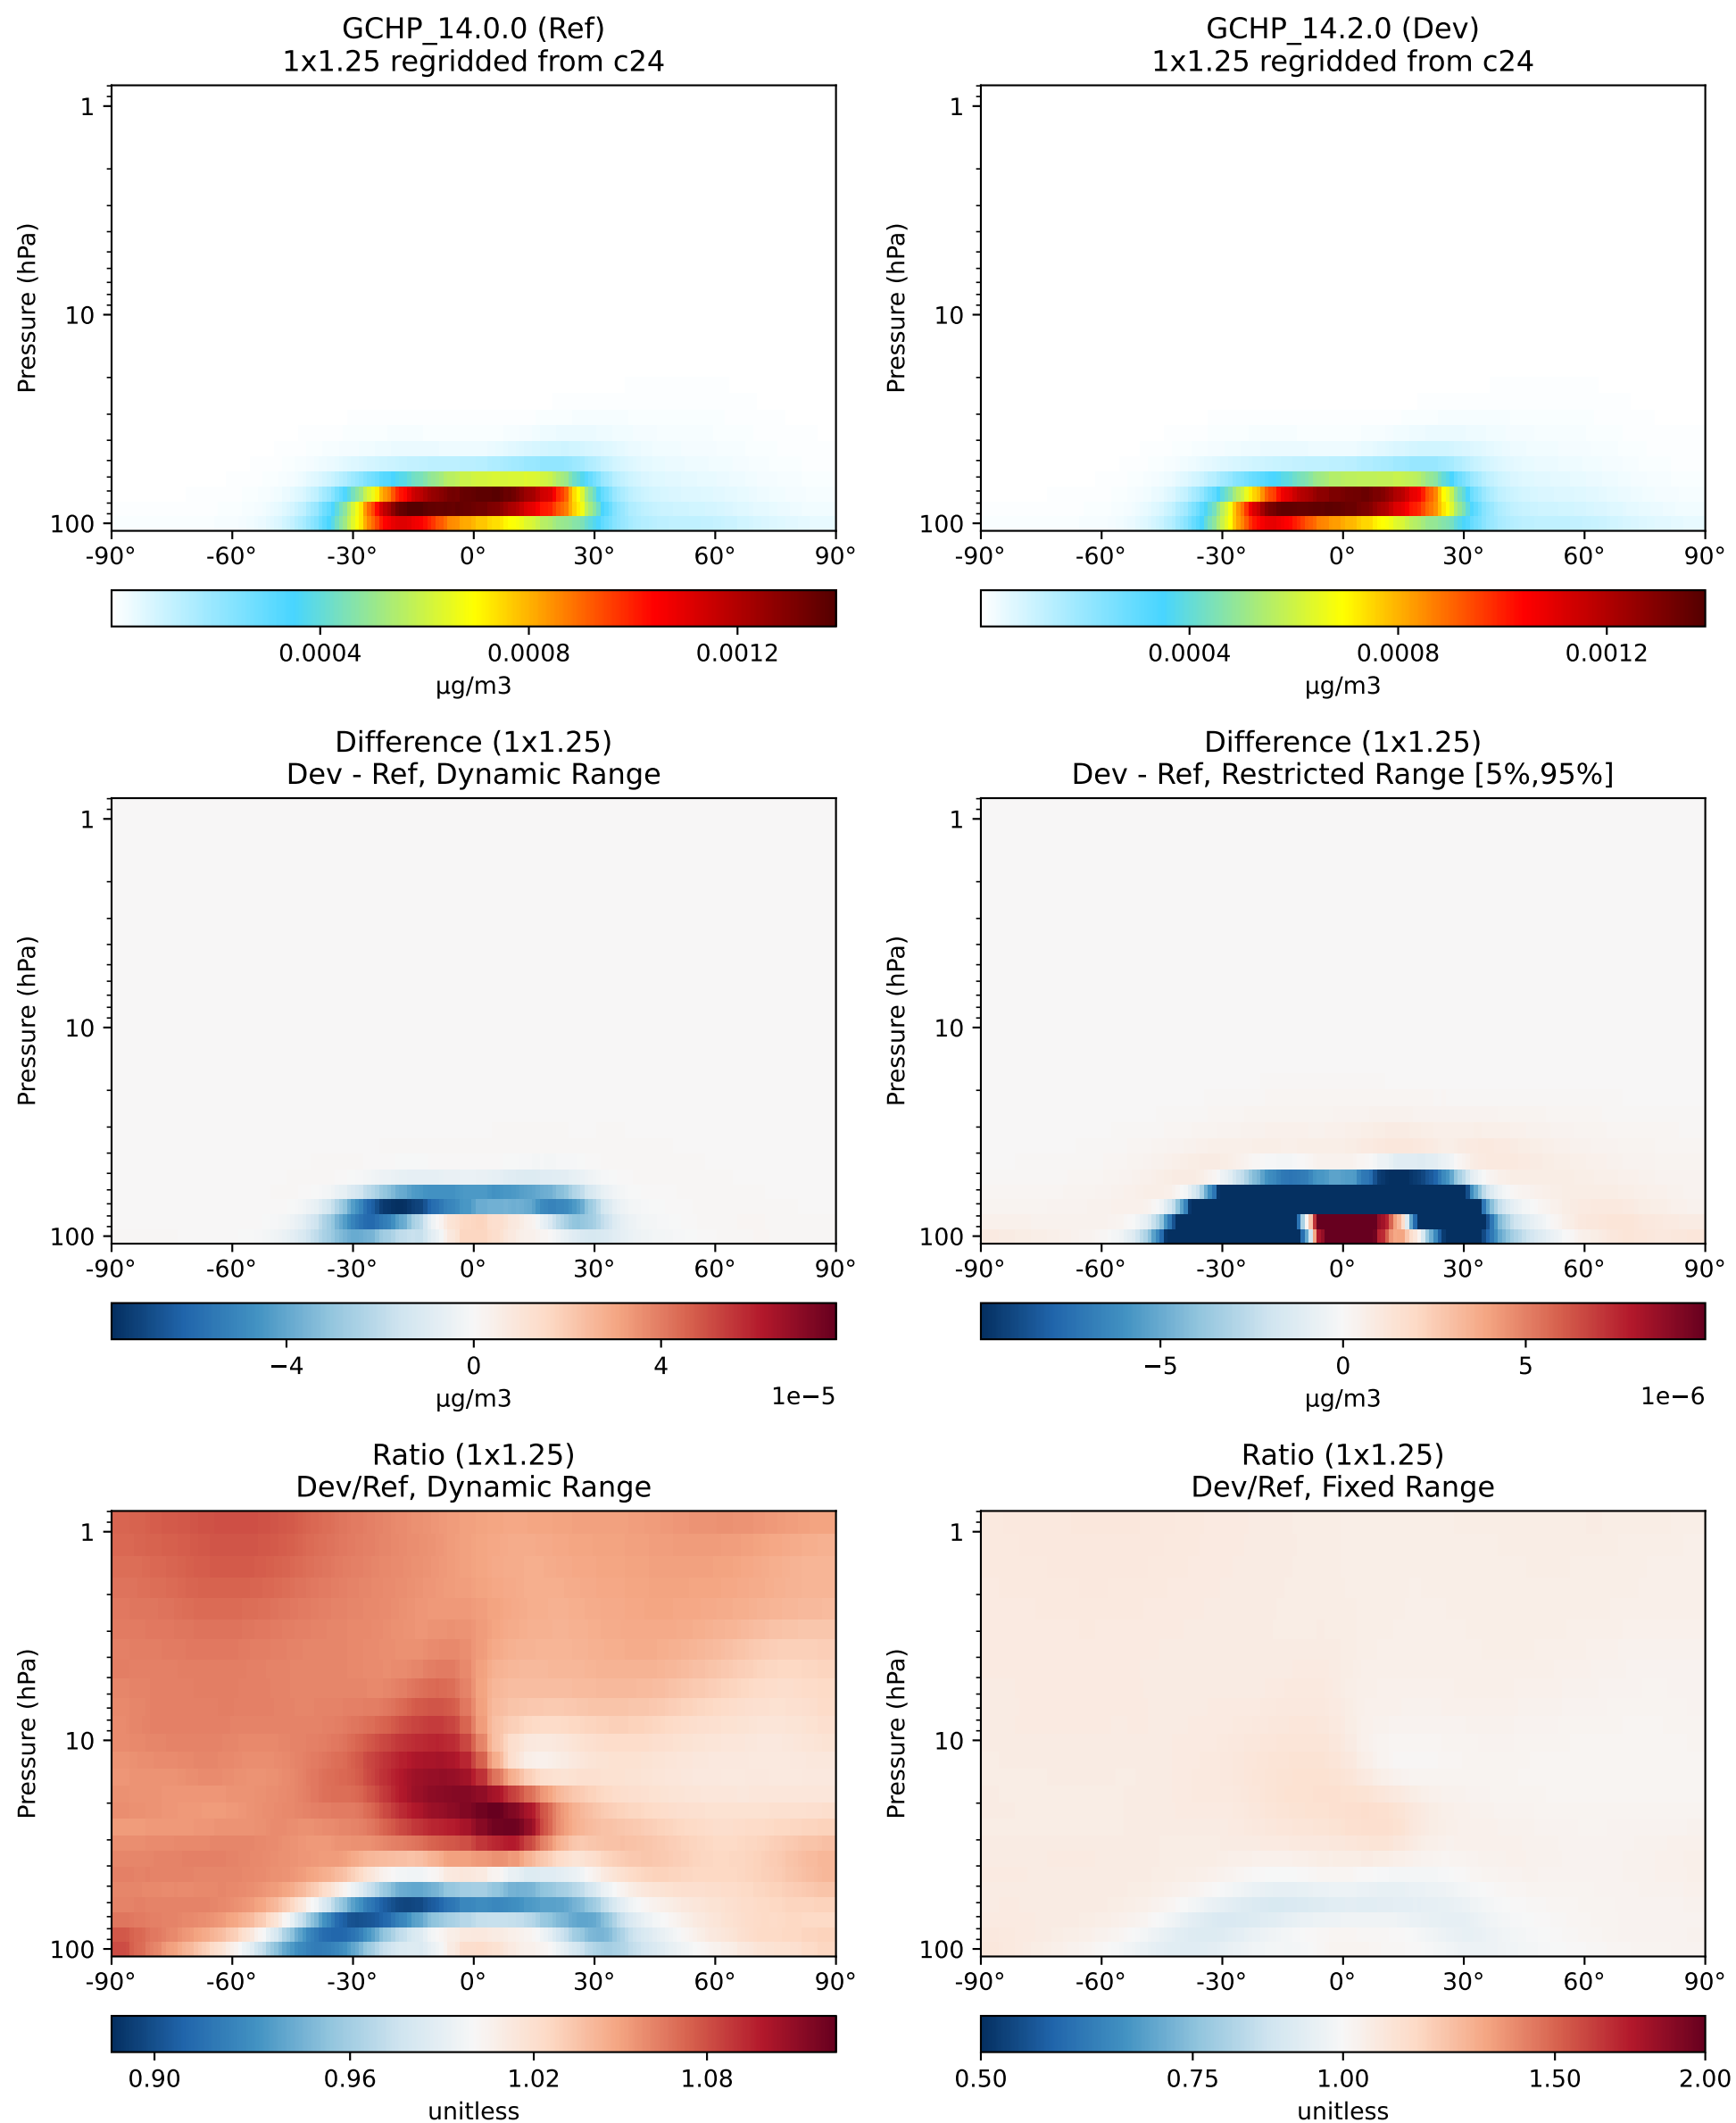 GCHP_14.0.0 (Ref)
1x1.25 regridded from c24
GCHP_14.2.0 (Dev)
1x1.25 regridded from c24
Pressure (hPa)
1
10
100
-90° -60° -30° 0° 30° 60° 90°
0.0004 0.0008 0.0012
µg/m3
Pressure (hPa)
1
10
100
-90° -60° -30° 0° 30° 60° 90°
0.0004 0.0008 0.0012
µg/m3
Difference (1x1.25)
Dev - Ref, Dynamic Range
Difference (1x1.25)
Dev - Ref, Restricted Range [5%,95%]
Pressure (hPa)
1
10
100
-90° -60° -30° 0° 30° 60° 90°
−4 0 4
1e−5
µg/m3
Pressure (hPa)
1
10
100
-90° -60° -30° 0° 30° 60° 90°
−5 0 5
1e−6
µg/m3
Ratio (1x1.25)
Dev/Ref, Dynamic Range
Ratio (1x1.25)
Dev/Ref, Fixed Range
Pressure (hPa)
1
10
100
-90° -60° -30° 0° 30° 60° 90°
0.90 0.96 1.02 1.08
unitless
Pressure (hPa)
1
10
100
-90° -60° -30° 0° 30° 60° 90°
0.50 0.75 1.00 1.50 2.00
unitless